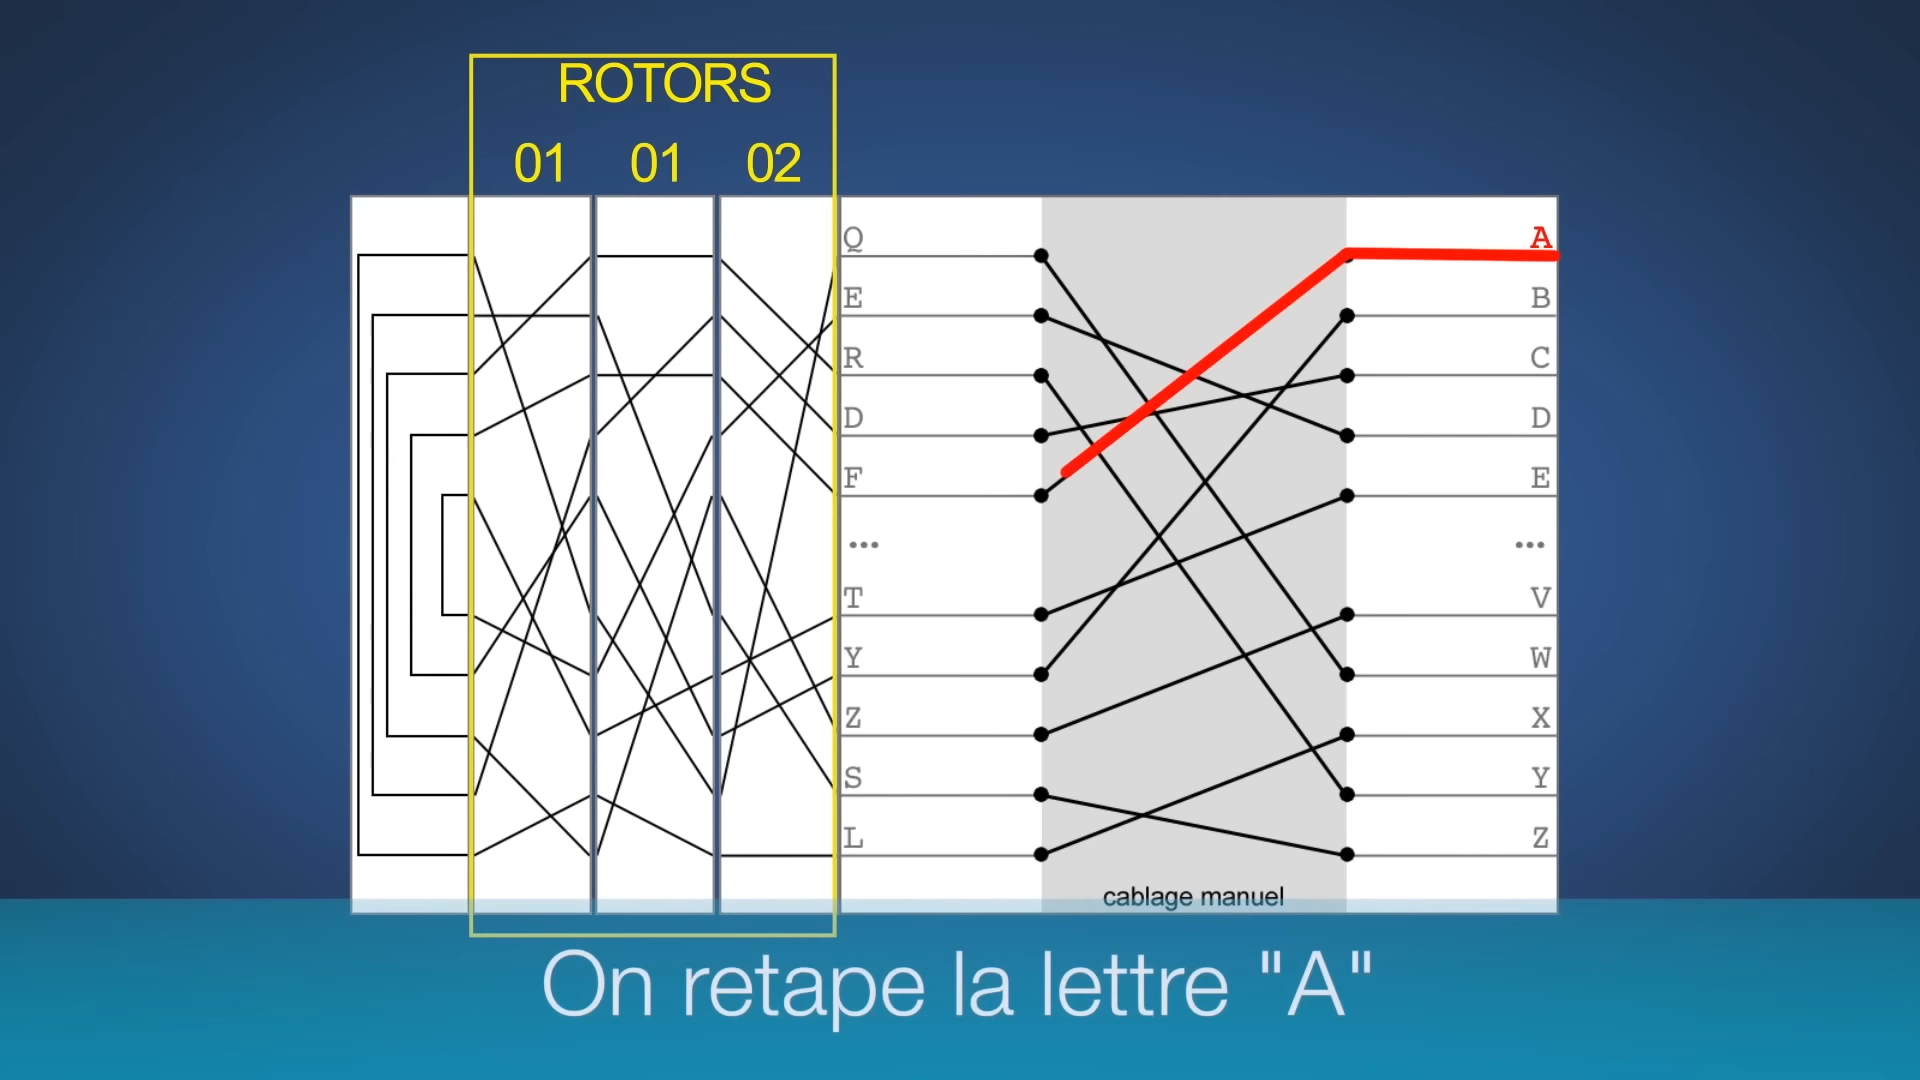 ROTORS
01 01 02
Q A
E B
R C
D D
F E
... ...
T V
Y W
Z X
S Y
L Z
cablage manuel
On retape la lettre "A"